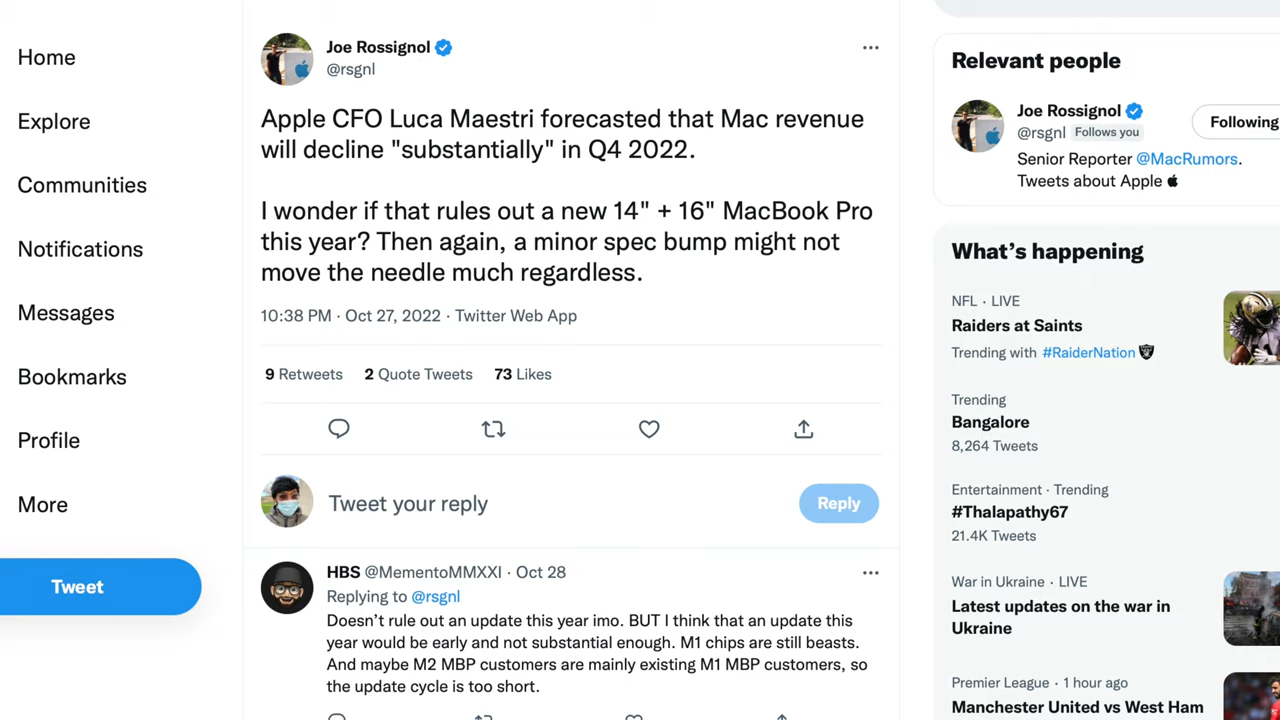 Home
Explore
Communities
Notifications
Messages
Bookmarks
Profile
More
Tweet
Joe Rossignol
@rsgnl
Apple CFO Luca Maestri forecasted that Mac revenue
will decline "substantially" in Q4 2022.
I wonder if that rules out a new 14" + 16" MacBook Pro
this year? Then again, a minor spec bump might not
move the needle much regardless.
10:38 PM · Oct 27, 2022 · Twitter Web App
9 Retweets 2 Quote Tweets 73 Likes
Tweet your reply
Reply
HBS @MementoMMXXI · Oct 28
Replying to @rsgnl
Doesn’t rule out an update this year imo. BUT I think that an update this
year would be early and not substantial enough. M1 chips are still beasts.
And maybe M2 MBP customers are mainly existing M1 MBP customers, so
the update cycle is too short.
Relevant people
Joe Rossignol
@rsgnl Follows you
Following
Senior Reporter @MacRumors.
Tweets about Apple
What’s happening
NFL · LIVE
Raiders at Saints
Trending with #RaiderNation
Trending
Bangalore
8,264 Tweets
Entertainment · Trending
#Thalapathy67
21.4K Tweets
War in Ukraine · LIVE
Latest updates on the war in
Ukraine
Premier League · 1 hour ago
Manchester United vs West Ham